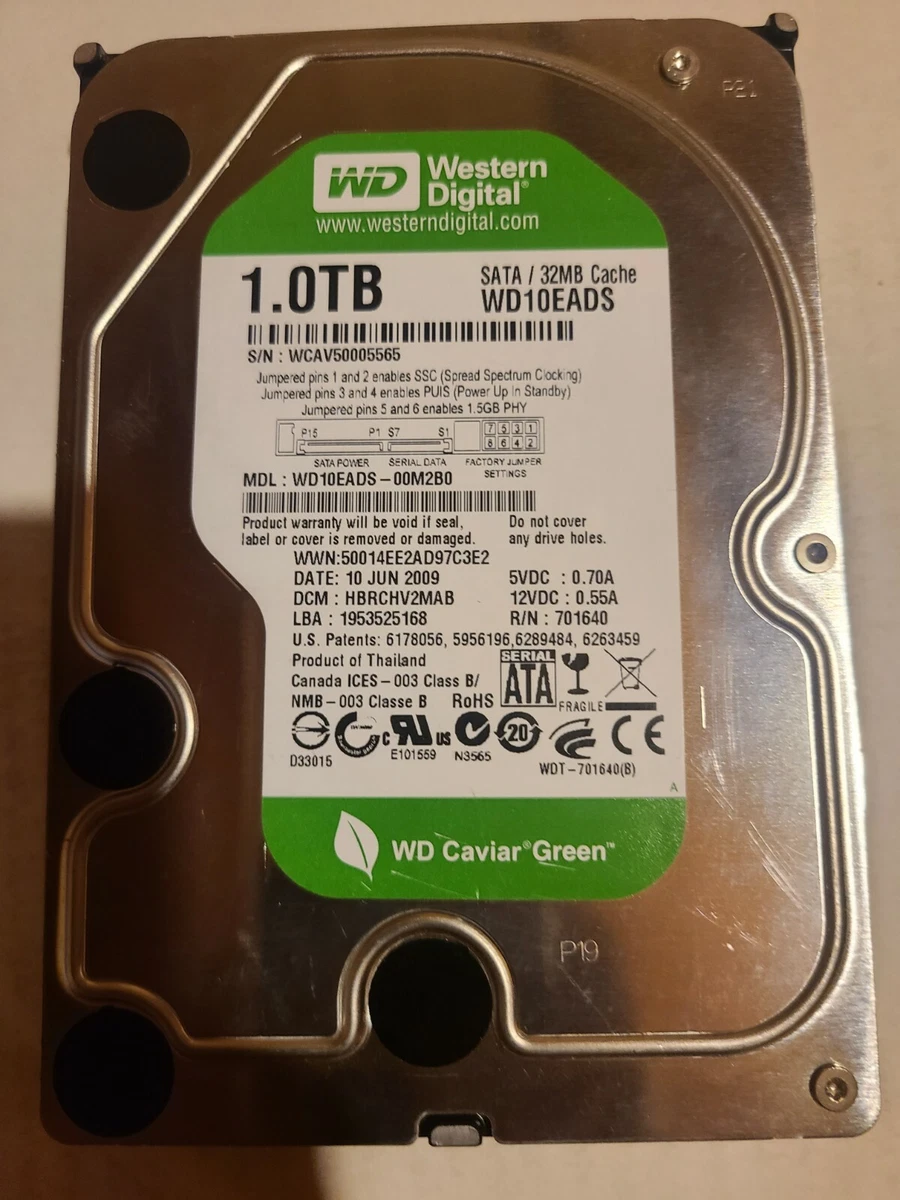 P21
WD Western Digital®
www.westerndigital.com
1.0TB
SATA / 32MB Cache
WD10EADS
S/N : WCAV50005565
Jumpered pins 1 and 2 enables SSC (Spread Spectrum Clocking)
Jumpered pins 3 and 4 enables PUIS (Power Up In Standby)
Jumpered pins 5 and 6 enables 1.5GB PHY
P15 P1 S7 S1 7 5 3 1
8 6 4 2
SATA POWER SERIAL DATA FACTORY JUMPER SETTINGS
MDL : WD10EADS-00M2B0
Product warranty will be void if seal,
label or cover is removed or damaged.
Do not cover
any drive holes.
WWN:50014EE2AD97C3E2
DATE: 10 JUN 2009
5VDC : 0.70A
DCM : HBRCHV2MAB
12VDC : 0.55A
LBA : 1953525168
R/N : 701640
U.S. Patents: 6178056, 5956196,6289484, 6263459
Product of Thailand
Canada ICES-003 Class B/
NMB-003 Classe B RoHS
SERIAL
ATA
FRAGILE
D33015
c RU us
E101559
N3565
20
CE
WDT-701640(B)
A
WD Caviar® Green™
P19